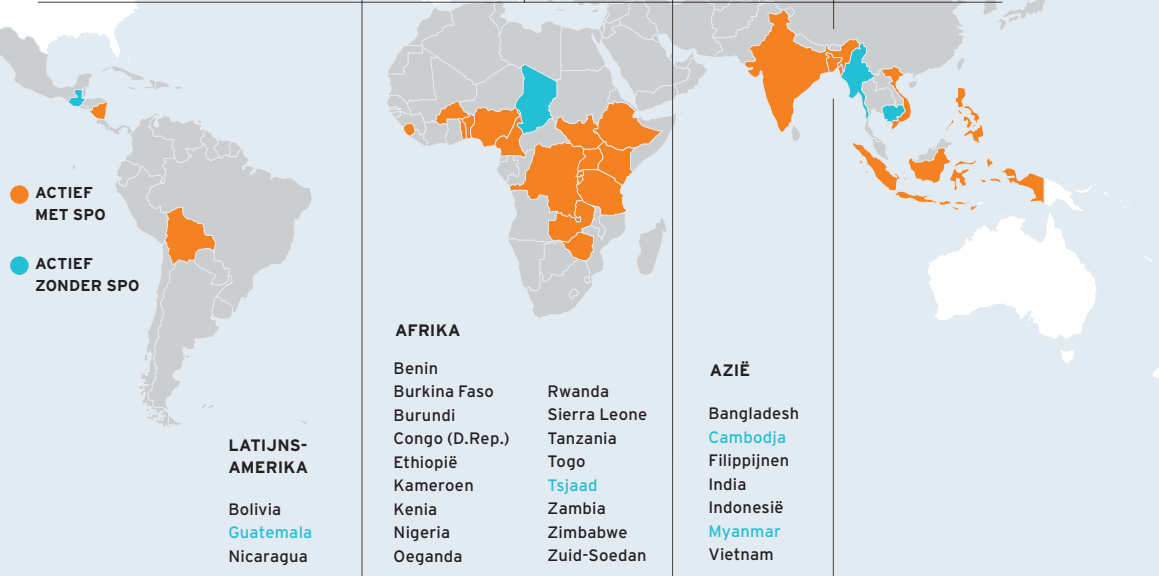 ACTIEF
MET SPO
ACTIEF
ZONDER SPO
LATIJNS-
AMERIKA
Bolivia
Guatemala
Nicaragua
AFRIKA
Benin
Burkina Faso
Burundi
Congo (D.Rep.)
Ethiopië
Kameroen
Kenia
Nigeria
Oeganda
Rwanda
Sierra Leone
Tanzania
Togo
Tsjaad
Zambia
Zimbabwe
Zuid-Soedan
AZIË
Bangladesh
Cambodja
Filippijnen
India
Indonesië
Myanmar
Vietnam